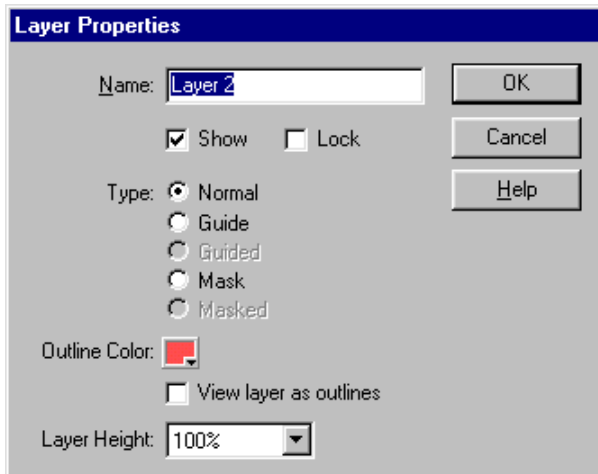 Layer Properties
Name: Layer 2 OK
Show Lock Cancel
Type: Normal Help
Guide
Guided
Mask
Masked
Outline Color:
View layer as outlines
Layer Height: 100%